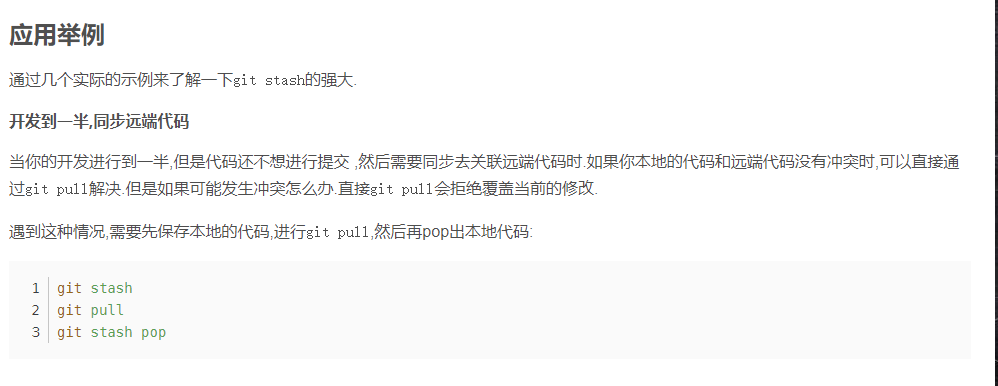 应用举例
通过几个实际的示例来了解一下git stash的强大.
开发到一半,同步远端代码
当你的开发进行到一半,但是代码还不想进行提交 ,然后需要同步去关联远端代码时.如果你本地的代码和远端代码没有冲突时,可以直接通
过git pull解决.但是如果可能发生冲突怎么办.直接git pull会拒绝覆盖当前的修改.
遇到这种情况,需要先保存本地的代码,进行git pull,然后再pop出本地代码:
1 git stash
2 git pull
3 git stash pop